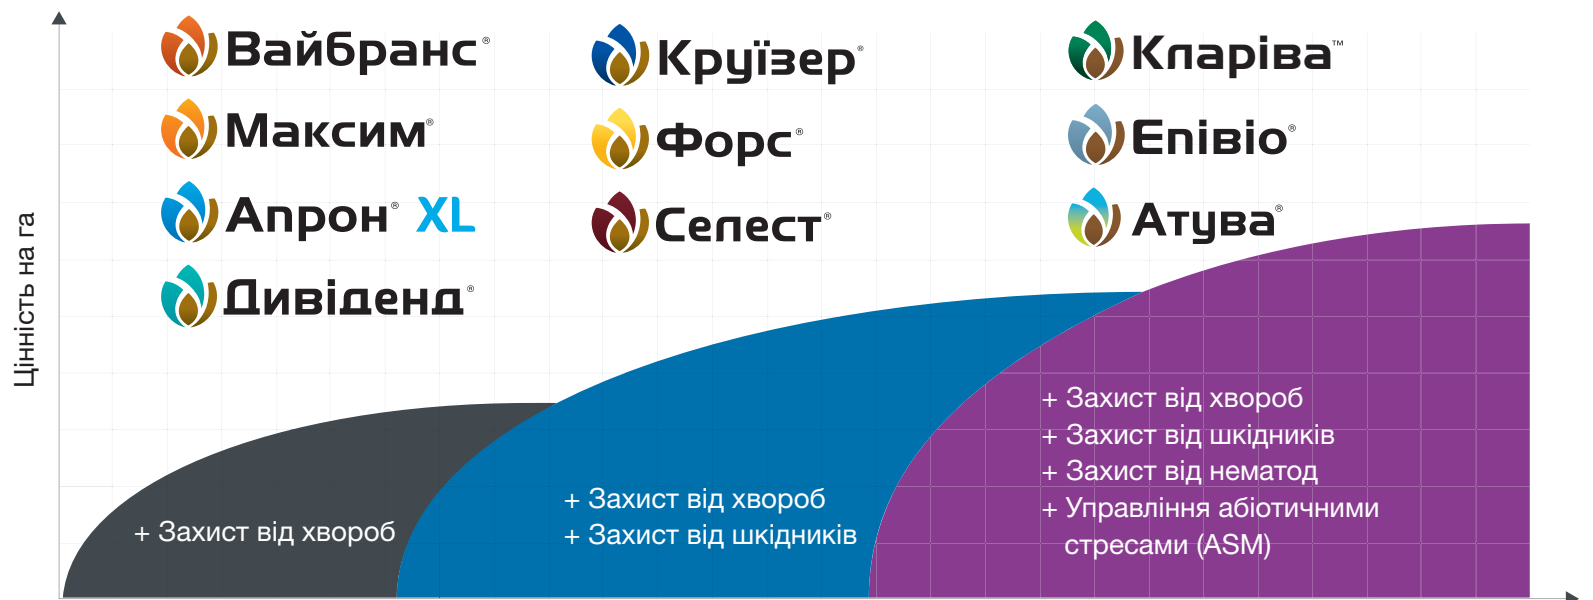 Вайбранс®
Максим®
Апрон® XL
Дивіденд®
Круїзер®
Форс®
Селест®
Кларіва™
Епівіо®
Атува®
Цінність на га
+ Захист від хвороб
+ Захист від хвороб
+ Захист від шкідників
+ Захист від хвороб
+ Захист від шкідників
+ Захист від нематод
+ Управління абіотичними
стресами (ASM)